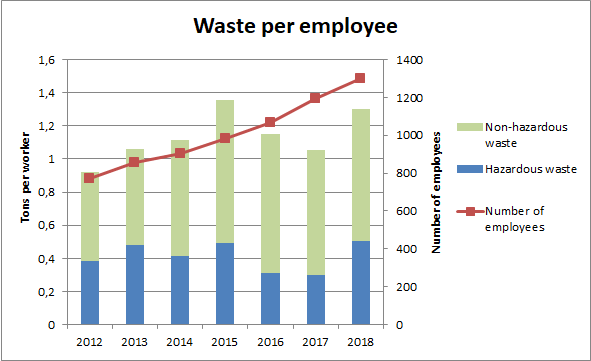 Waste per employee
Tons per worker
1,6
1,4
1,2
1
0,8
0,6
0,4
0,2
0
2012 2013 2014 2015 2016 2017 2018
1400
1200
1000
800
600
400
200
0
Number of employees
Non-hazardous
waste
Hazardous waste
Number of
employees